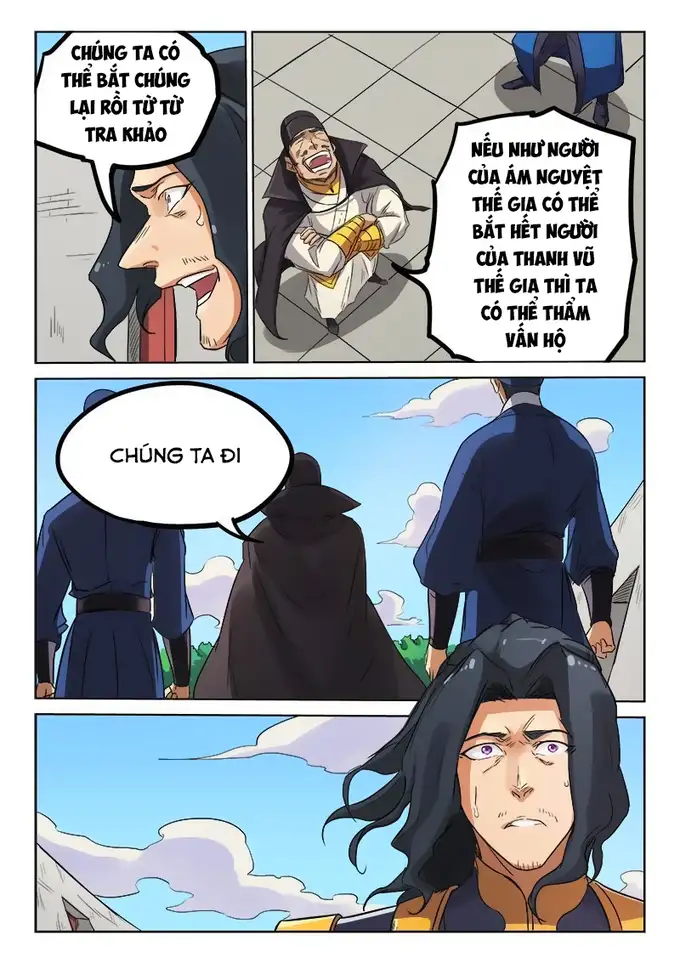 CHÚNG TA CÓ
THỂ BẮT CHÚNG
LẠI RỒI TỪ TỪ
TRA KHẢO
NẾU NHƯ NGƯỜI
CỦA ÁM NGUYỆT
THẾ GIA CÓ THỂ
BẮT HẾT NGƯỜI
CỦA THANH VŨ
THẾ GIA THÌ TA
CÓ THỂ THẨM
VẤN HỘ
CHÚNG TA ĐI